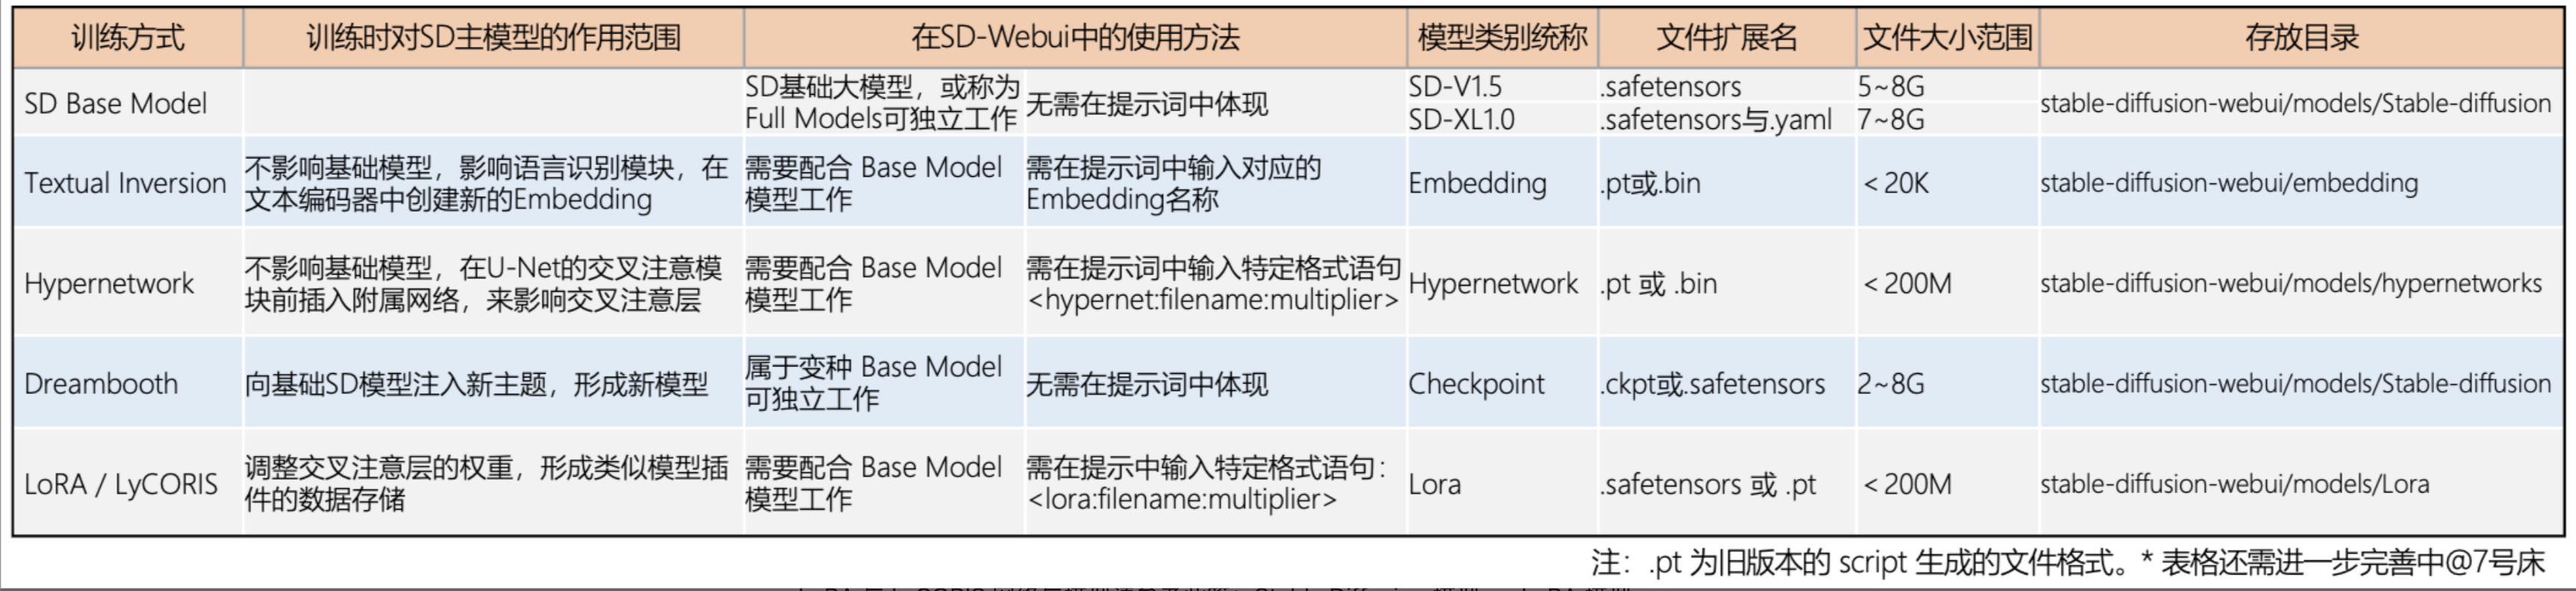 训练方式 训练时对SD主模型的作用范围 在SD-Webui中的使用方法 模型类别统称 文件扩展名 文件大小范围 存放目录
SD Base Model
SD基础大模型，或称为
Full Models可独立工作
无需在提示词中体现
SD-V1.5 .safetensors 5~8G
SD-XL1.0 .safetensors与.yaml 7~8G
stable-diffusion-webui/models/Stable-diffusion
Textual Inversion
不影响基础模型，影响语言识别模块，在
文本编码器中创建新的Embedding
需要配合 Base Model
模型工作
需在提示词中输入对应的
Embedding名称
Embedding .pt或.bin ＜20K stable-diffusion-webui/embedding
Hypernetwork
不影响基础模型，在U-Net的交叉注意模
块前插入附属网络，来影响交叉注意层
需要配合 Base Model
模型工作
需在提示词中输入特定格式语句
<hypernet:filename:multiplier>
Hypernetwork .pt 或 .bin ＜200M stable-diffusion-webui/models/hypernetworks
Dreambooth
向基础SD模型注入新主题，形成新模型
属于变种 Base Model
可独立工作
无需在提示词中体现
Checkpoint .ckpt或.safetensors 2~8G stable-diffusion-webui/models/Stable-diffusion
LoRA / LyCORIS
调整交叉注意层的权重，形成类似模型插
件的数据存储
需要配合 Base Model
模型工作
需在提示中输入特定格式语句：
<lora:filename:multiplier>
Lora .safetensors 或 .pt ＜200M stable-diffusion-webui/models/Lora
注：.pt 为旧版本的 script 生成的文件格式。* 表格还需进一步完善中@7号床